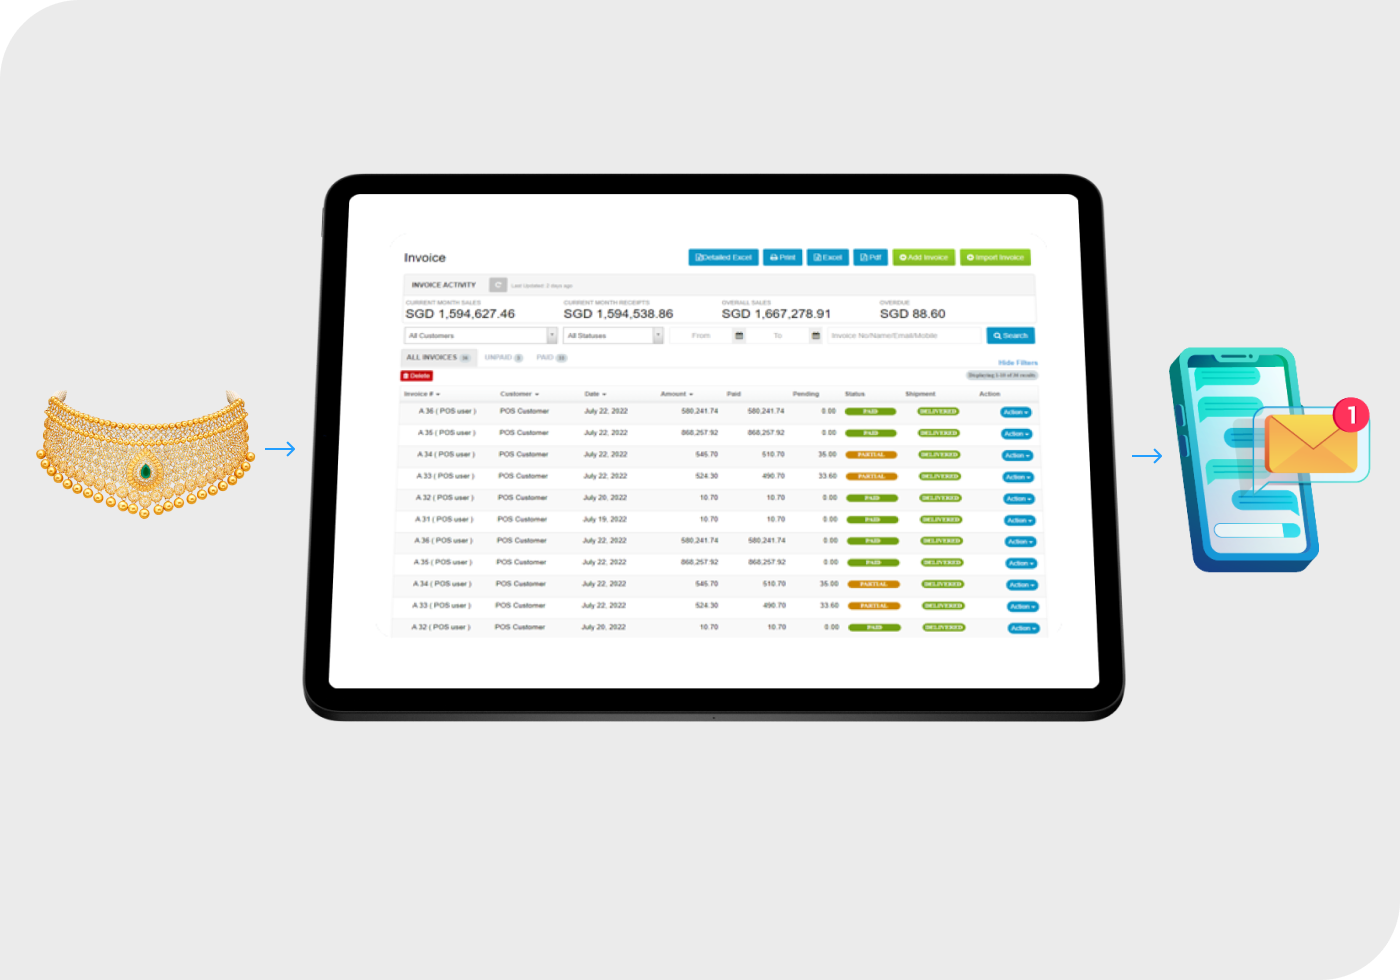 Invoice
Detailed Excel Print Excel Pdf Add Invoice Import Invoice
INVOICE ACTIVITY Last Updated: 2 days ago
CURRENT MONTH SALES CURRENT MONTH RECEIPTS OVERALL SALES OVERDUE
SGD 1,594,627.46 SGD 1,594,538.86 SGD 1,667,278.91 SGD 88.60
All Customers All Statuses From To Invoice No/Name/Email/Mobile Search
ALL INVOICES UNPAID PAID
Hide Filters
Delete
Invoice # Customer Date Amount Paid Pending Status Shipment Action
A 36 ( POS user ) POS Customer July 22, 2022 580,241.74 580,241.74 0.00 PAID DELIVERED Action
A 35 ( POS user ) POS Customer July 22, 2022 868,257.92 868,257.92 0.00 PAID DELIVERED Action
A 34 ( POS user ) POS Customer July 22, 2022 545.70 510.70 35.00 PARTIAL DELIVERED Action
A 33 ( POS user ) POS Customer July 22, 2022 524.30 490.70 33.60 PARTIAL DELIVERED Action
A 32 ( POS user ) POS Customer July 20, 2022 10.70 10.70 0.00 PAID DELIVERED Action
A 31 ( POS user ) POS Customer July 19, 2022 10.70 10.70 0.00 PAID DELIVERED Action
A 36 ( POS user ) POS Customer July 22, 2022 580,241.74 580,241.74 0.00 PAID DELIVERED Action
A 35 ( POS user ) POS Customer July 22, 2022 868,257.92 868,257.92 0.00 PAID DELIVERED Action
A 34 ( POS user ) POS Customer July 22, 2022 545.70 510.70 35.00 PARTIAL DELIVERED Action
A 33 ( POS user ) POS Customer July 22, 2022 524.30 490.70 33.60 PARTIAL DELIVERED Action
A 32 ( POS user ) POS Customer July 20, 2022 10.70 10.70 0.00 PAID DELIVERED Action
1